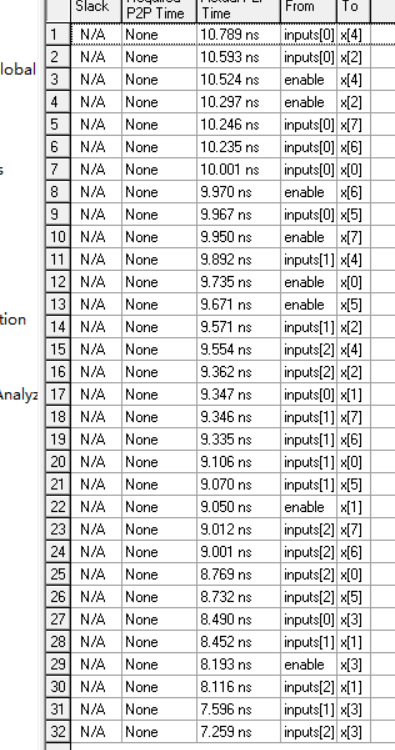 Slack P2P Time Time From To
1 N/A None 10.789 ns inputs[0] x[4]
2 N/A None 10.593 ns inputs[0] x[2]
3 N/A None 10.524 ns enable x[4]
4 N/A None 10.297 ns enable x[2]
5 N/A None 10.246 ns inputs[0] x[7]
6 N/A None 10.235 ns inputs[0] x[6]
7 N/A None 10.001 ns inputs[0] x[0]
8 N/A None 9.970 ns enable x[6]
9 N/A None 9.967 ns inputs[0] x[5]
10 N/A None 9.950 ns enable x[7]
11 N/A None 9.892 ns inputs[1] x[4]
12 N/A None 9.735 ns enable x[0]
13 N/A None 9.671 ns enable x[5]
14 N/A None 9.571 ns inputs[1] x[2]
15 N/A None 9.554 ns inputs[2] x[4]
16 N/A None 9.362 ns inputs[2] x[2]
17 N/A None 9.347 ns inputs[0] x[1]
18 N/A None 9.346 ns inputs[1] x[7]
19 N/A None 9.335 ns inputs[1] x[6]
20 N/A None 9.106 ns inputs[1] x[0]
21 N/A None 9.070 ns inputs[1] x[5]
22 N/A None 9.050 ns enable x[1]
23 N/A None 9.012 ns inputs[2] x[7]
24 N/A None 9.001 ns inputs[2] x[6]
25 N/A None 8.769 ns inputs[2] x[0]
26 N/A None 8.732 ns inputs[2] x[5]
27 N/A None 8.490 ns inputs[0] x[3]
28 N/A None 8.452 ns inputs[1] x[1]
29 N/A None 8.193 ns enable x[3]
30 N/A None 8.116 ns inputs[2] x[1]
31 N/A None 7.596 ns inputs[1] x[3]
32 N/A None 7.259 ns inputs[2] x[3]
lobal
s
tion
Analyz